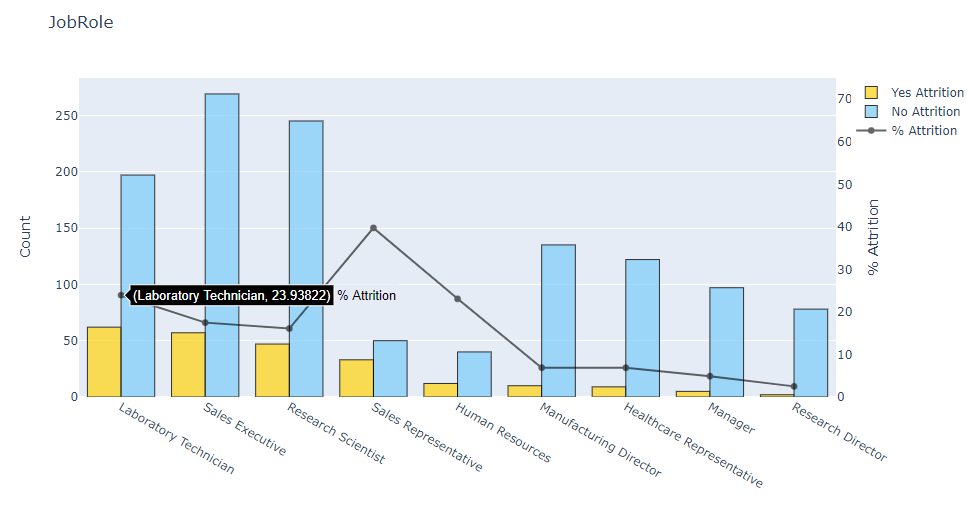 JobRole
Yes Attrition
No Attrition
% Attrition
Count
250
200
150
100
50
0
70
60
50
40
30
20
10
0
% Attrition
(Laboratory Technician, 23.93822) % Attrition
Laboratory Technician
Sales Executive
Research Scientist
Sales Representative
Human Resources
Manufacturing Director
Healthcare Representative
Manager
Research Director